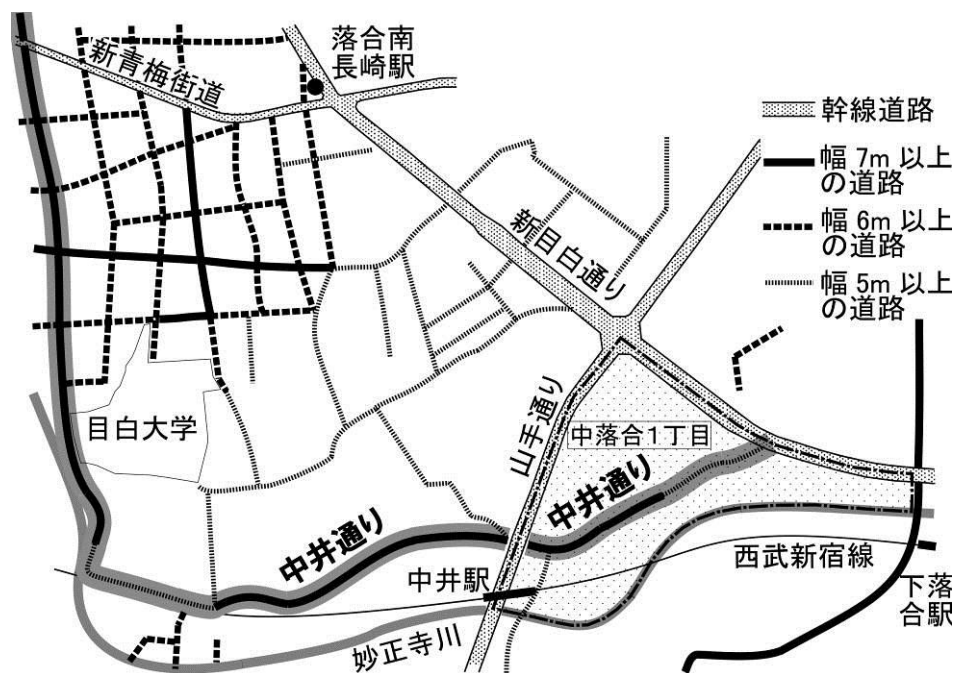 落合南
長崎駅
新青梅街道
幹線道路
幅 7m 以上
の道路
幅 6m 以上
の道路
幅 5m 以上
の道路
新目白通り
目白大学
山手通り
中落合1丁目
中井通り
中井通り
中井駅
西武新宿線
下落
合駅
妙正寺川